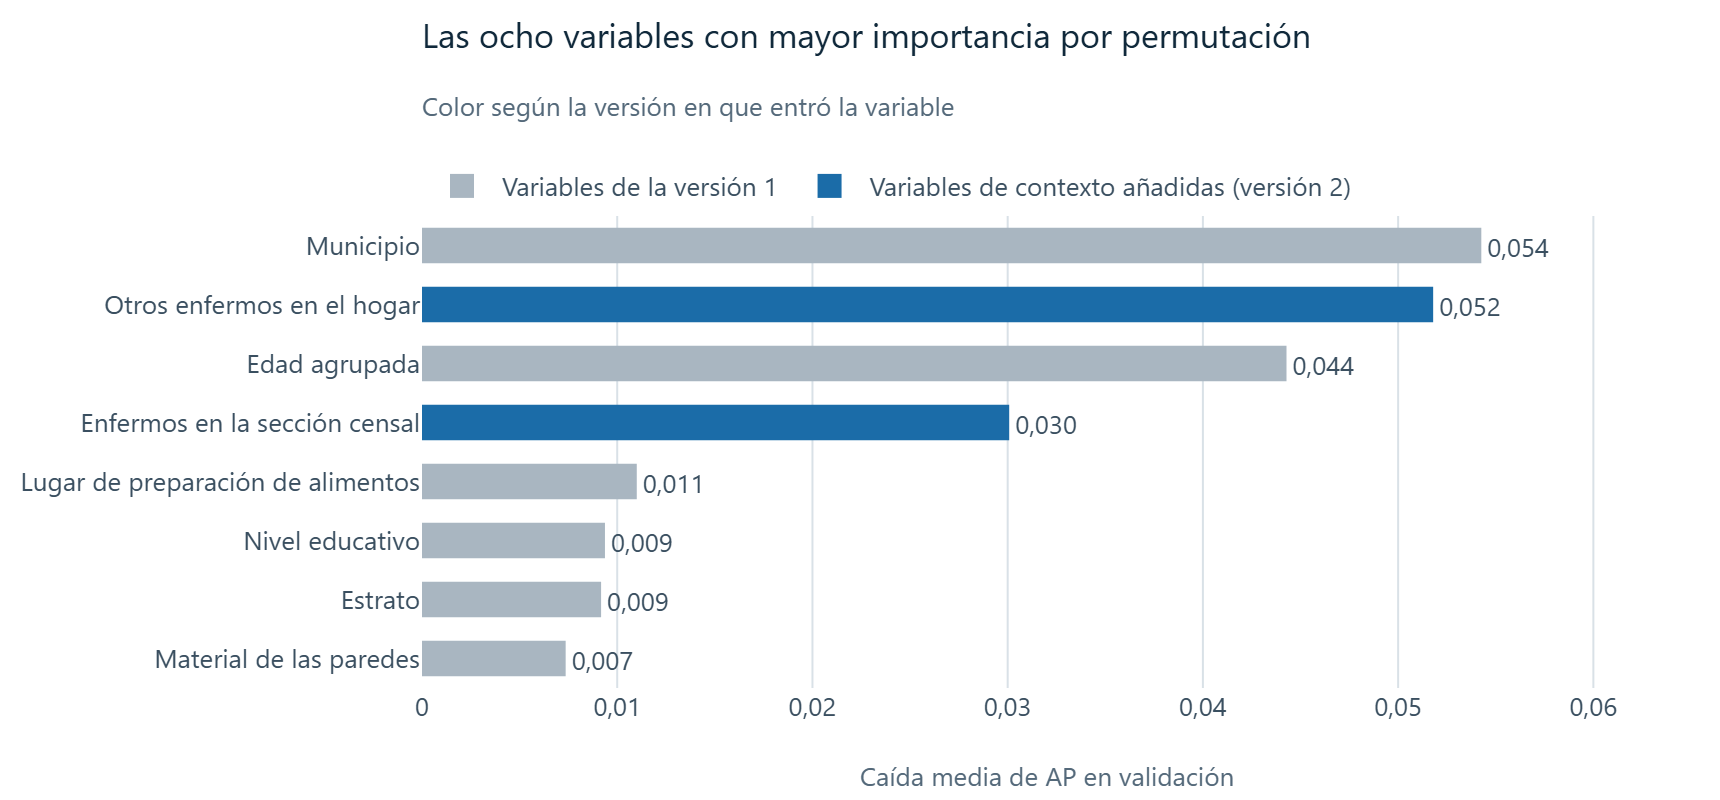 Las ocho variables con mayor importancia por permutación
Color según la versión en que entró la variable
Variables de la versión 1 Variables de contexto añadidas (versión 2)
Municipio 0,054
Otros enfermos en el hogar 0,052
Edad agrupada 0,044
Enfermos en la sección censal 0,030
Lugar de preparación de alimentos 0,011
Nivel educativo 0,009
Estrato 0,009
Material de las paredes 0,007
0 0,01 0,02 0,03 0,04 0,05 0,06
Caída media de AP en validación